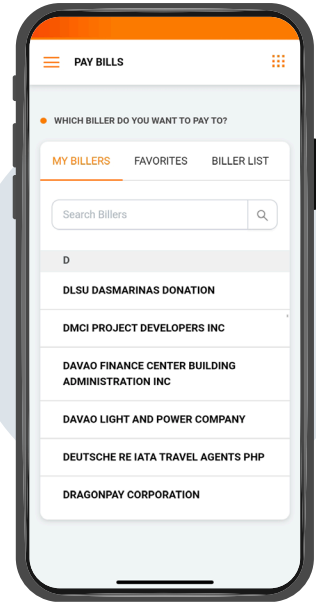 PAY BILLS
WHICH BILLER DO YOU WANT TO PAY TO?
MY BILLERS FAVORITES BILLER LIST
Search Billers
D
DLSU DASMARINAS DONATION
DMCI PROJECT DEVELOPERS INC
DAVAO FINANCE CENTER BUILDING
ADMINISTRATION INC
DAVAO LIGHT AND POWER COMPANY
DEUTSCHE RE IATA TRAVEL AGENTS PHP
DRAGONPAY CORPORATION